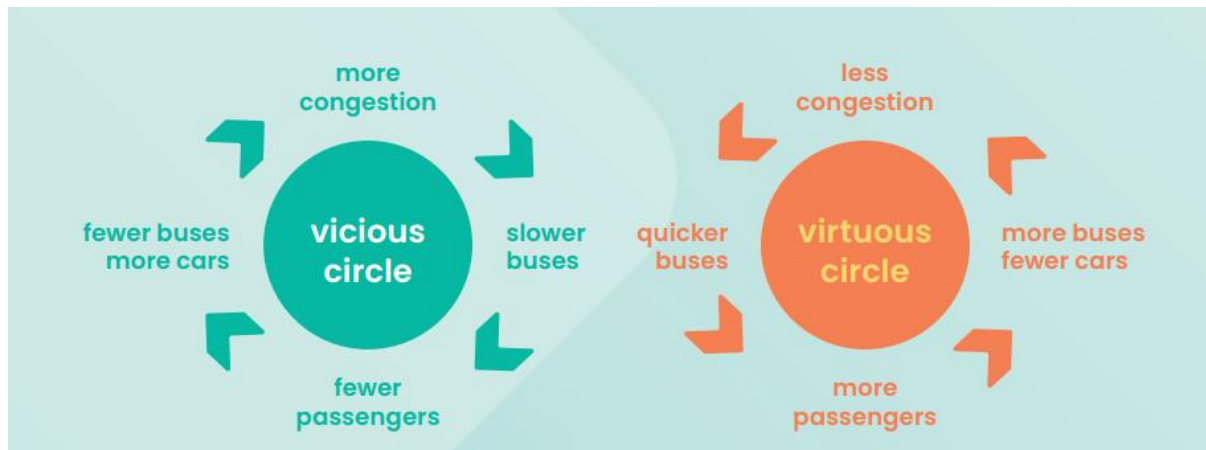 more
congestion
fewer buses
more cars
vicious
circle
slower
buses
fewer
passengers
less
congestion
quicker
buses
virtuous
circle
more buses
fewer cars
more
passengers